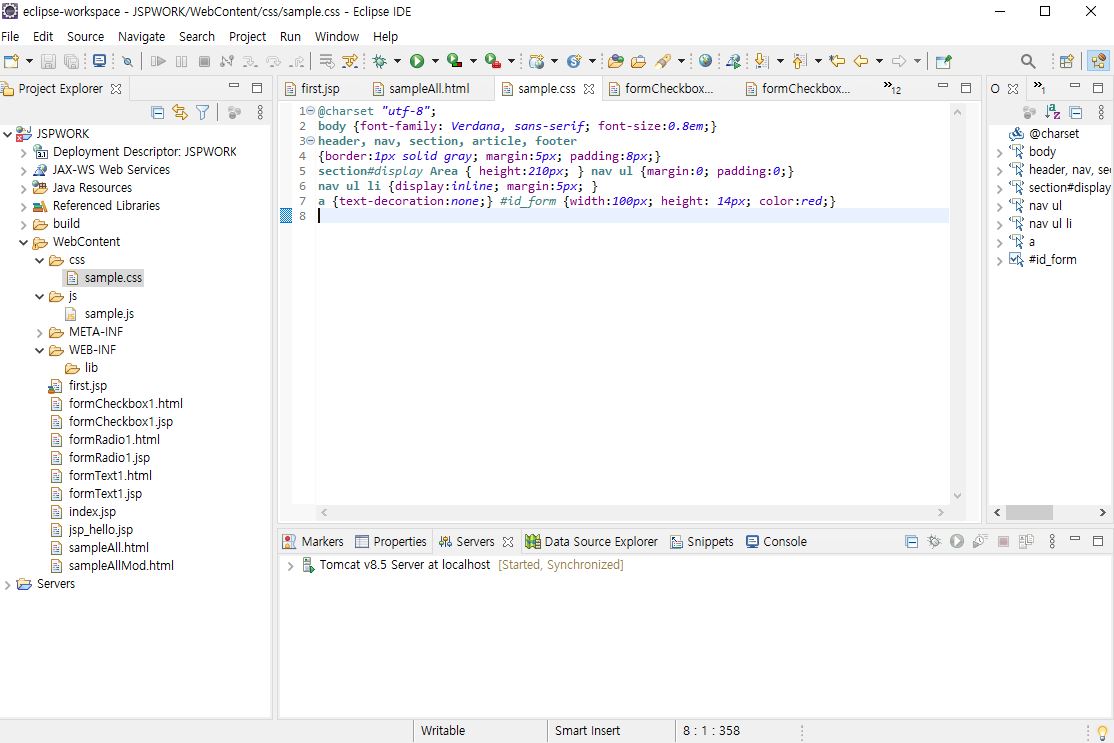 eclipse-workspace - JSPWORK/WebContent/css/sample.css - Eclipse IDE
File Edit Source Navigate Search Project Run Window Help
Project Explorer
JSPWORK
Deployment Descriptor: JSPWORK
JAX-WS Web Services
Java Resources
Referenced Libraries
build
WebContent
css
sample.css
js
sample.js
META-INF
WEB-INF
lib
first.jsp
formCheckbox1.html
formCheckbox1.jsp
formRadio1.html
formRadio1.jsp
formText1.html
formText1.jsp
index.jsp
jsp_hello.jsp
sampleAll.html
sampleAllMod.html
Servers
first.jsp sampleAll.html sample.css formCheckbox... formCheckbox... »12
1 @charset "utf-8";
2 body {font-family: Verdana, sans-serif; font-size:0.8em;}
3 header, nav, section, article, footer
4 {border:1px solid gray; margin:5px; padding:8px;}
5 section#display Area { height:210px; } nav ul {margin:0; padding:0;}
6 nav ul li {display:inline; margin:5px; }
7 a {text-decoration:none;} #id_form {width:100px; height: 14px; color:red;}
8
O »1
@charset
body
header, nav, sec
section#display
nav ul
nav ul li
a
#id_form
Markers Properties Servers Data Source Explorer Snippets Console
Tomcat v8.5 Server at localhost [Started, Synchronized]
Writable Smart Insert 8 : 1 : 358